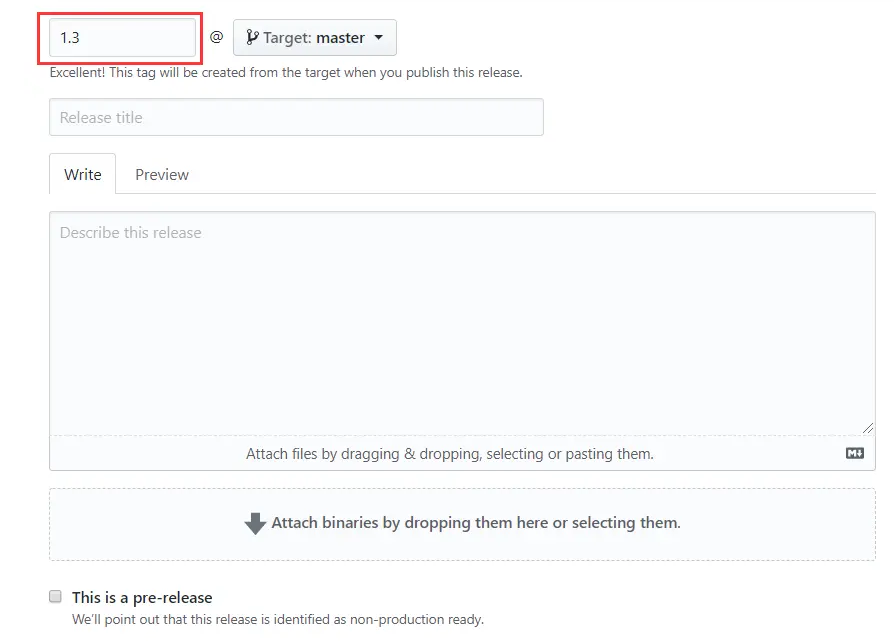 1.3 @ Target: master
Excellent! This tag will be created from the target when you publish this release.
Release title
Write Preview
Describe this release
Attach files by dragging & dropping, selecting or pasting them. M↓
Attach binaries by dropping them here or selecting them.
This is a pre-release
We'll point out that this release is identified as non-production ready.